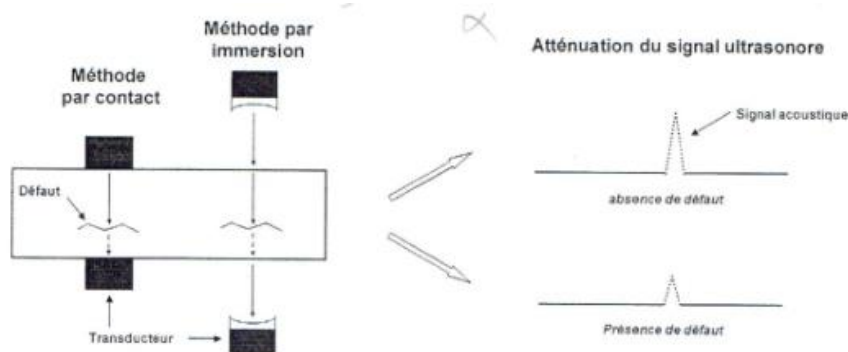 Méthode par
immersion
Méthode
par contact
Défaut
Transducteur
α
Atténuation du signal ultrasonore
Signal acoustique
absence de défaut
Présence de défaut